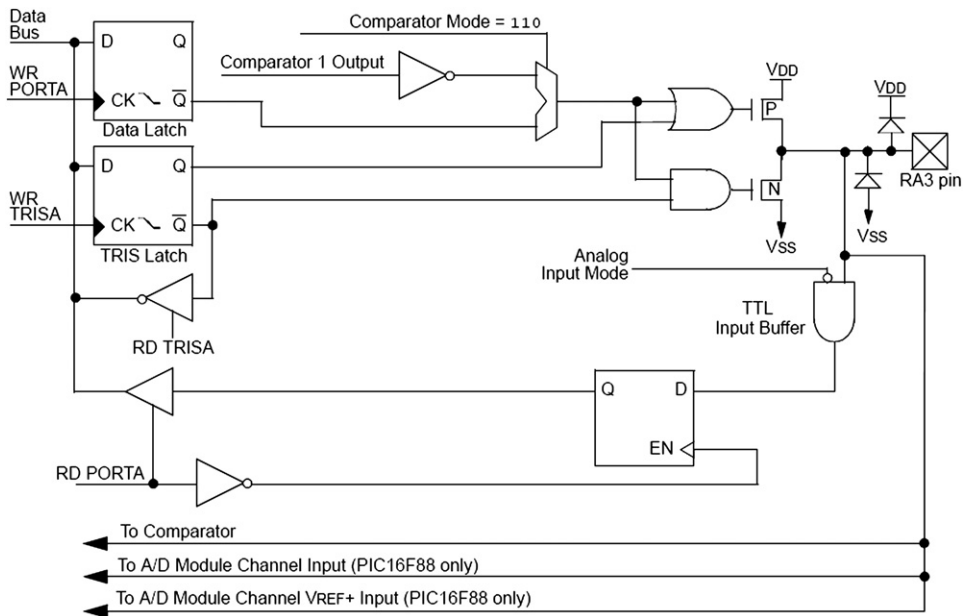 Data
Bus
D
Q
WR
PORTA
CK
Q
Data Latch
Comparator Mode = 110
Comparator 1 Output
D
Q
WR
TRISA
CK
Q
TRIS Latch
RD TRISA
VDD
P
N
VSS
VDD
VSS
RA3 pin
Analog
Input Mode
TTL
Input Buffer
Q
D
EN
RD PORTA
To Comparator
To A/D Module Channel Input (PIC16F88 only)
To A/D Module Channel VREF+ Input (PIC16F88 only)